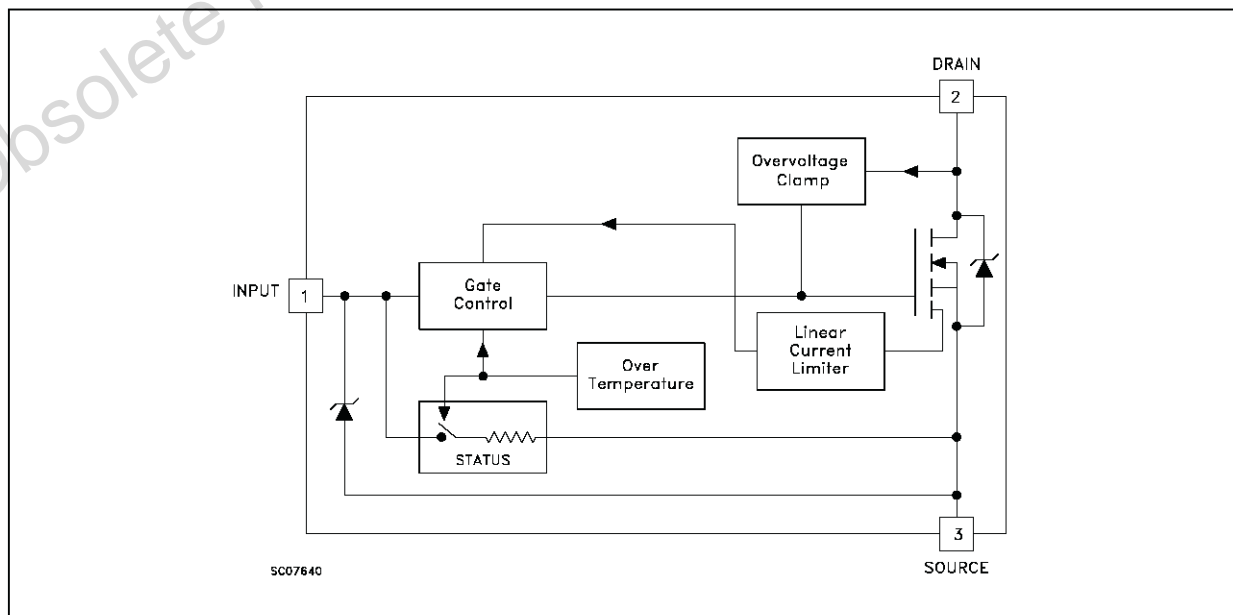 obsolete
DRAIN
2
Overvoltage
Clamp
INPUT
1
Gate
Control
Linear
Current
Limiter
Over
Temperature
STATUS
3
SC07640
SOURCE